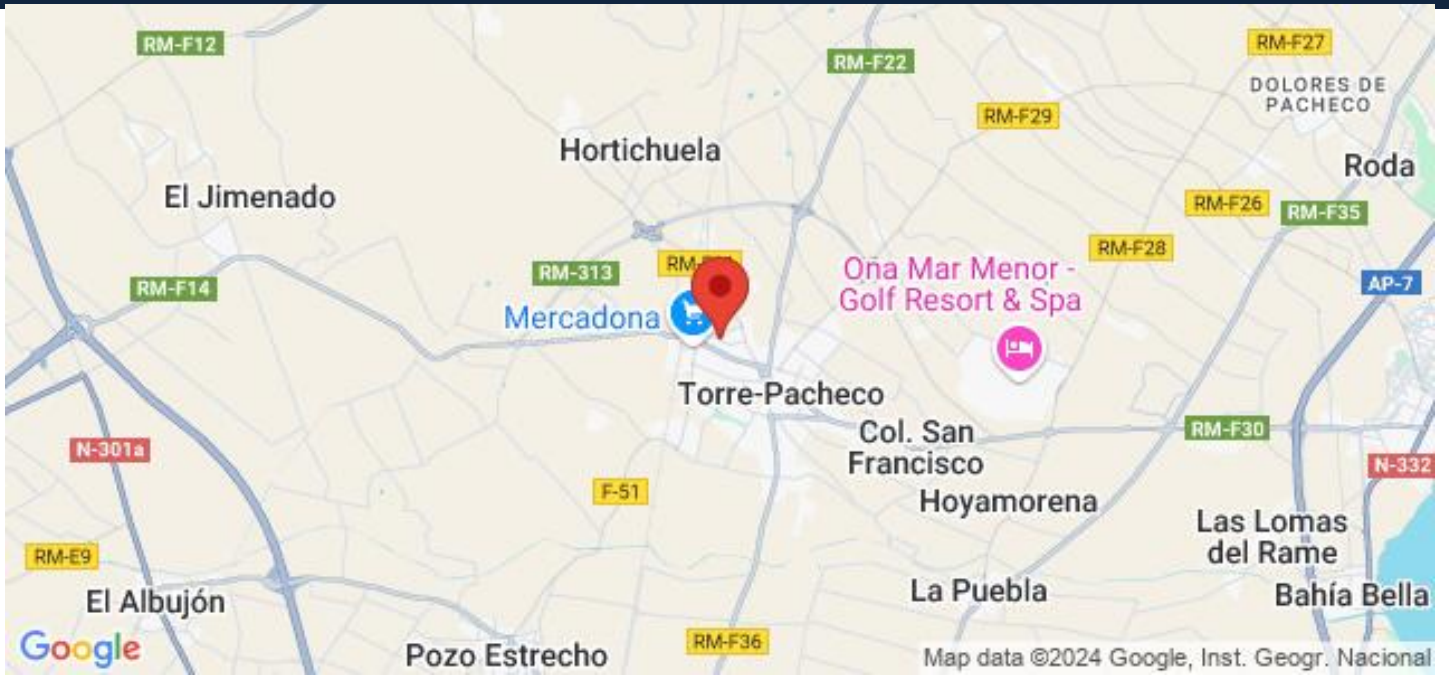 RM-F12
RM-F27
RM-F22
DOLORES DE
PACHECO
RM-F29
Hortichuela
Roda
El Jimenado
RM-F26
RM-F35
RM-F28
RM-313
Ona Mar Menor -
Golf Resort & Spa
AP-7
RM-F14
Mercadona
Torre-Pacheco
RM-F30
Col. San
Francisco
N-301a
N-332
F-51
Hoyamorena
Las Lomas
del Rame
RM-E9
La Puebla
Bahía Bella
El Albujón
RM-F36
Pozo Estrecho
Google
Map data ©2024 Google, Inst. Geogr. Nacional